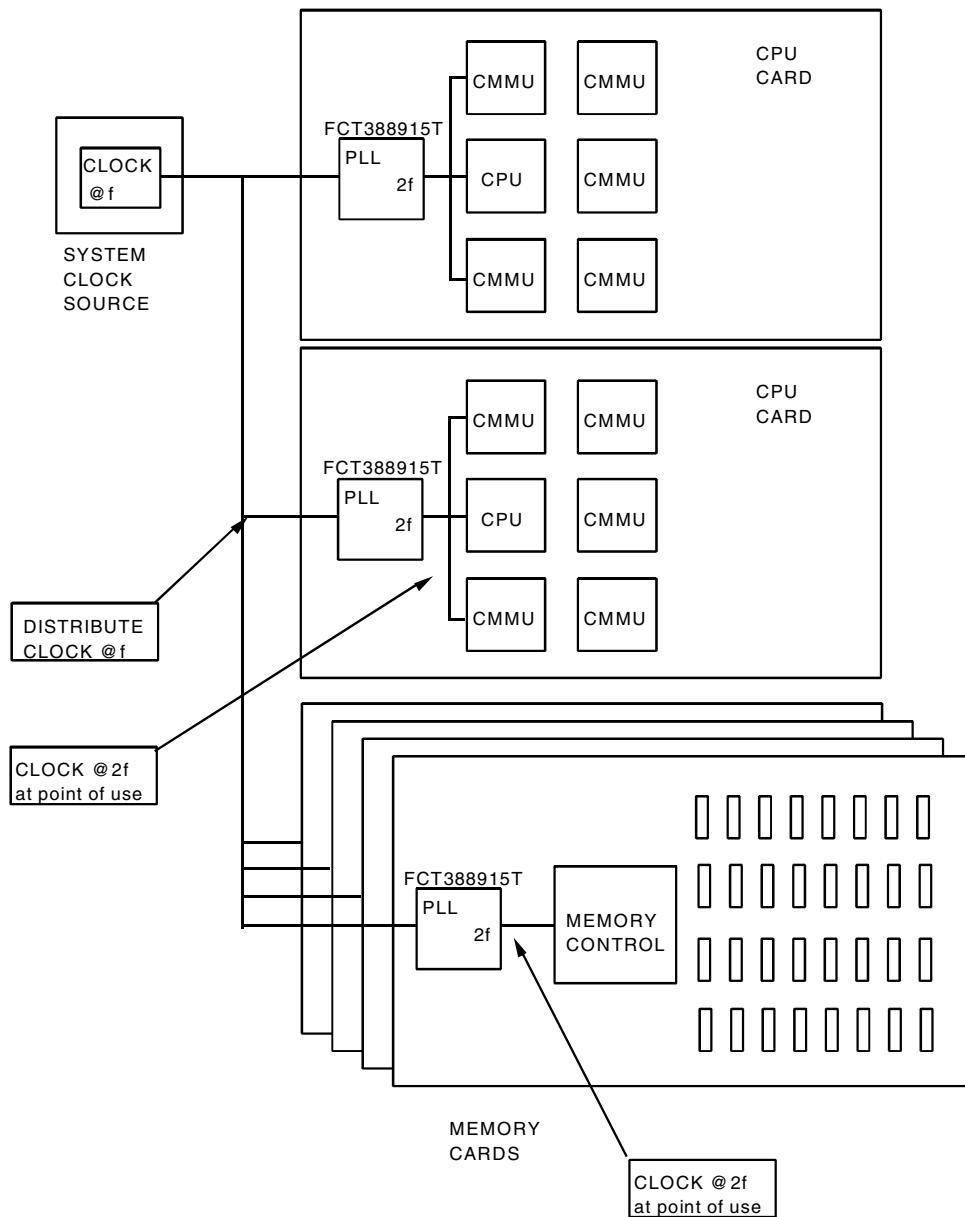 CPU
CARD
CMMU
CMMU
FCT388915T
PLL
2f
CLOCK
@f
CPU
CMMU
SYSTEM
CLOCK
SOURCE
CMMU
CMMU
CPU
CARD
CMMU
CMMU
FCT388915T
PLL
2f
CPU
CMMU
CMMU
CMMU
DISTRIBUTE
CLOCK @f
CLOCK @2f
at point of use
FCT388915T
PLL
2f
MEMORY
CONTROL
MEMORY
CARDS
CLOCK @2f
at point of use